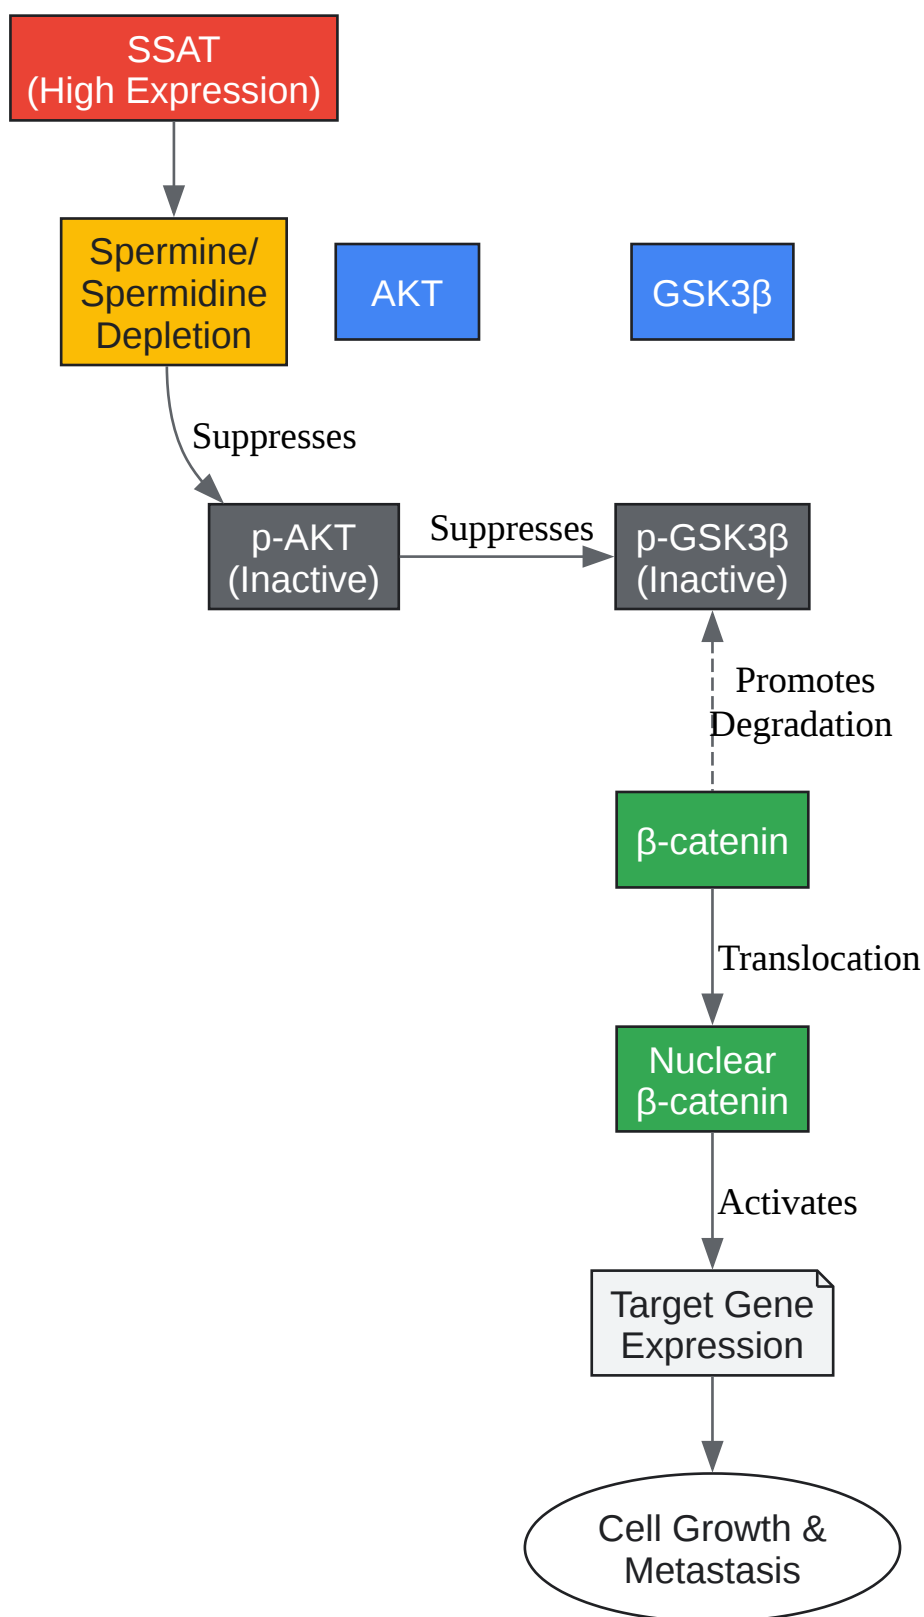 SSAT
(High Expression)
Spermine/
Spermidine
Depletion
AKT
GSK3β
Suppresses
p-AKT
(Inactive)
Suppresses
p-GSK3β
(Inactive)
Promotes
Degradation
β-catenin
Translocation
Nuclear
β-catenin
Activates
Target Gene
Expression
Cell Growth &
Metastasis